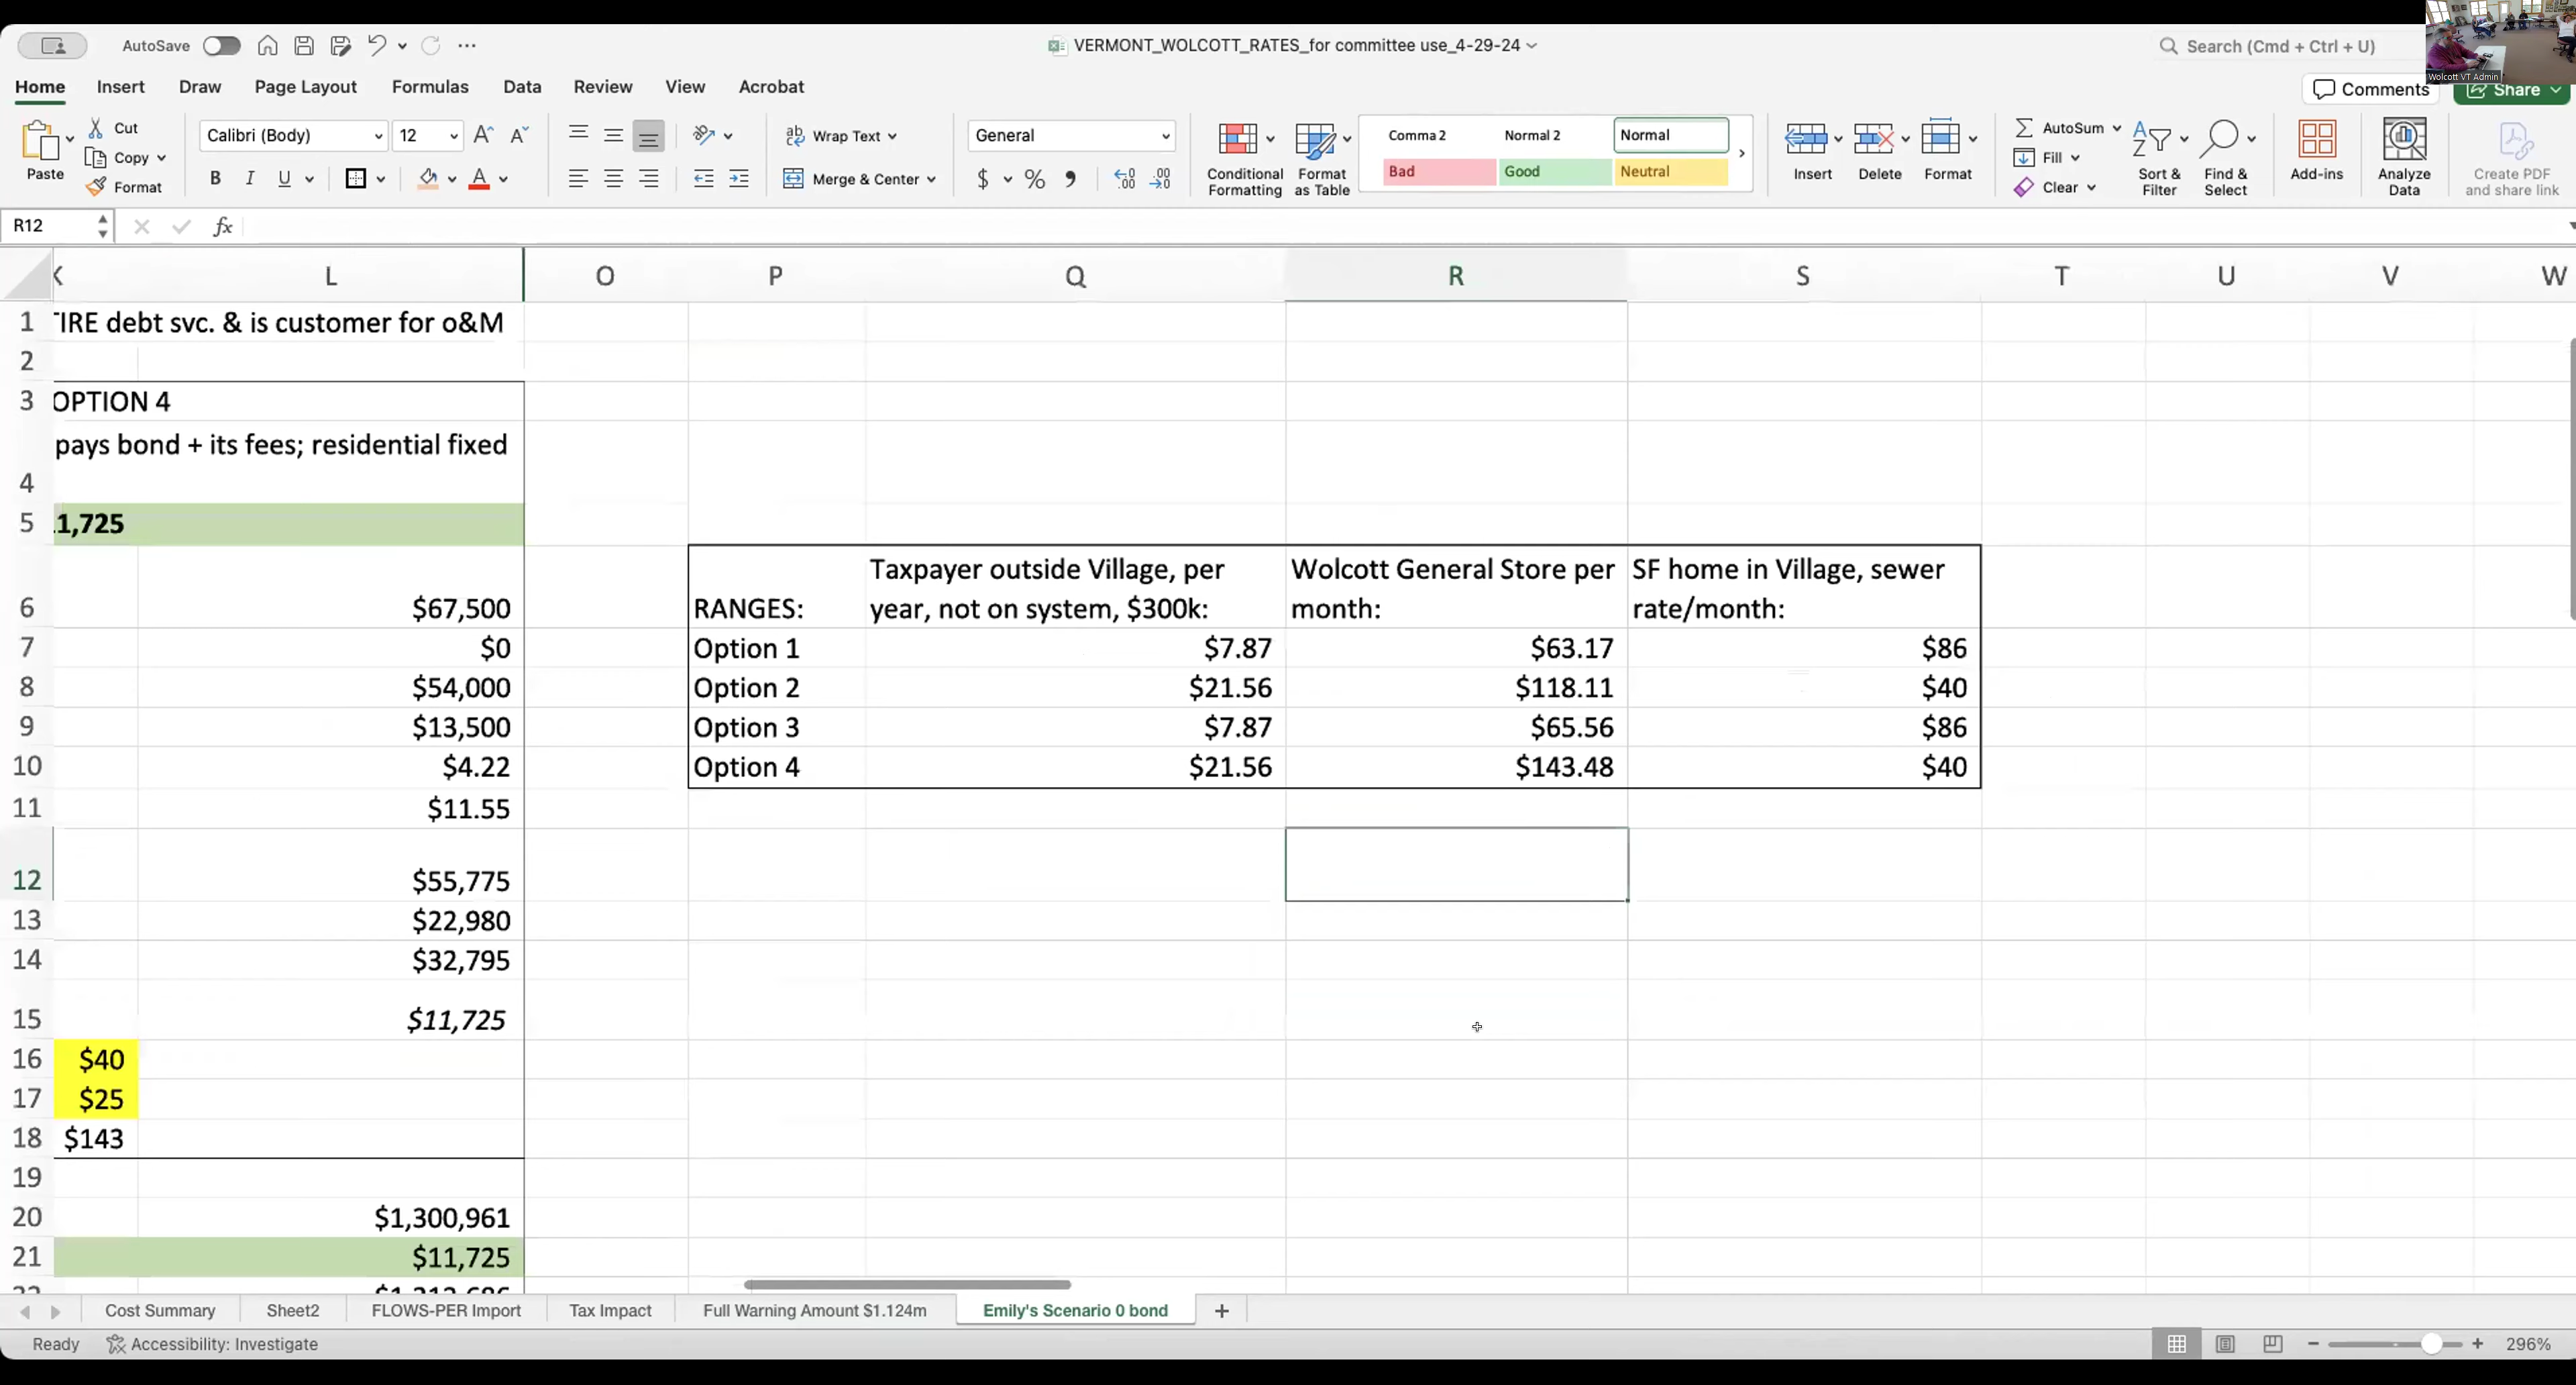 AutoSave
VERMONT_WOLCOTT_RATES_for committee use_4-29-24
Search (Cmd + Ctrl + U)
Wolcott VT Admin
Home Insert Draw Page Layout Formulas Data Review View Acrobat
Comments Share
Paste
Cut
Copy
Format
Calibri (Body) 12
B I U
Wrap Text
Merge & Center
General
$ % 9
Conditional Formatting
Format as Table
Comma 2 Normal 2 Normal
Bad Good Neutral
Insert Delete Format
AutoSum
Fill
Clear
Sort & Filter
Find & Select
Add-ins
Analyze Data
Create PDF and share link
R12 fx
K L O P Q R S T U V W
1 TIRE debt svc. & is customer for o&M
2
3 OPTION 4
pays bond + its fees; residential fixed
4
5 1,725
Taxpayer outside Village, per Wolcott General Store per SF home in Village, sewer
6 $67,500 RANGES: year, not on system, $300k: month: rate/month:
7 $0 Option 1 $7.87 $63.17 $86
8 $54,000 Option 2 $21.56 $118.11 $40
9 $13,500 Option 3 $7.87 $65.56 $86
10 $4.22 Option 4 $21.56 $143.48 $40
11 $11.55
12 $55,775
13 $22,980
14 $32,795
15 $11,725
16 $40
17 $25
18 $143
19
20 $1,300,961
21 $11,725
Cost Summary Sheet2 FLOWS-PER Import Tax Impact Full Warning Amount $1.124m Emily's Scenario 0 bond +
Ready Accessibility: Investigate 296%